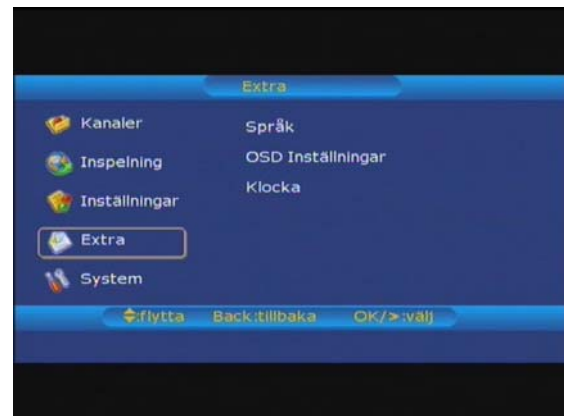 Extra
Kanaler
Inspelning
Inställningar
Extra
System
Språk
OSD Inställningar
Klocka
:flytta Back:tillbaka OK/>:välj